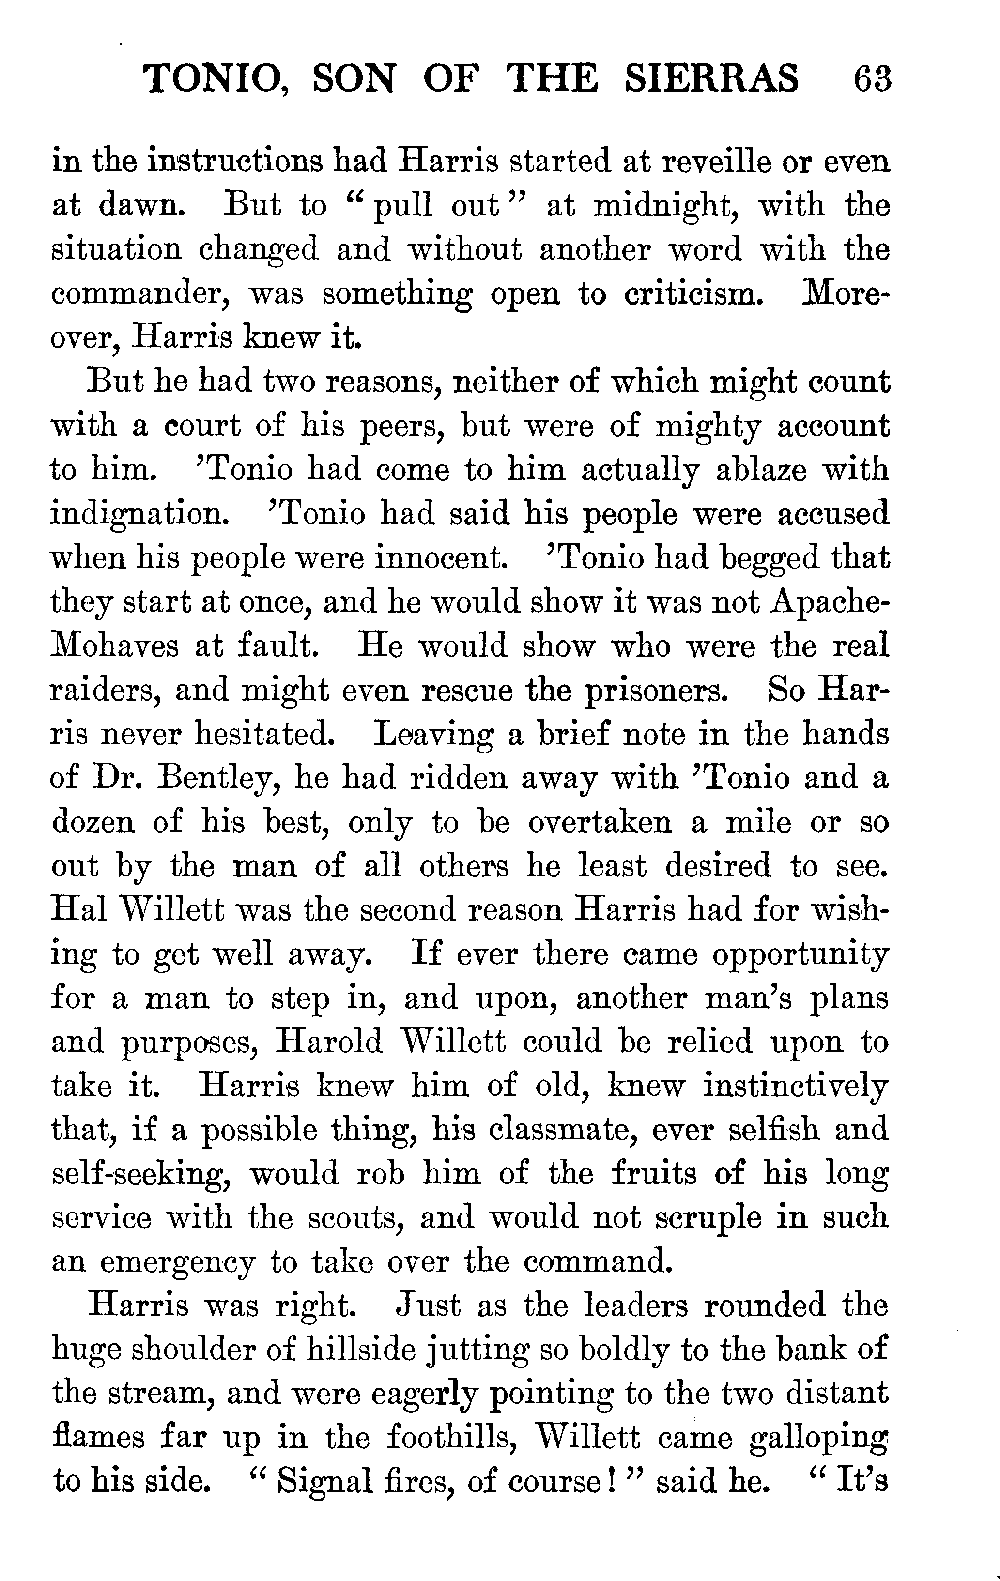 TONIO, SON OF THE SIERRAS 63
in the instructions had Harris started at reveille or even
at dawn. But to “ pull out ” at midnight, with the
situation changed and without another word with the
commander, was something open to criticism. More-
over, Harris knew it.
But he had two reasons, neither of which might count
with a court of his peers, but were of mighty account
to him. ’Tonio had come to him actually ablaze with
indignation. ’Tonio had said his people were accused
when his people were innocent. ’Tonio had begged that
they start at once, and he would show it was not Apache-
Mohaves at fault. He would show who were the real
raiders, and might even rescue the prisoners. So Har-
ris never hesitated. Leaving a brief note in the hands
of Dr. Bentley, he had ridden away with ’Tonio and a
dozen of his best, only to be overtaken a mile or so
out by the man of all others he least desired to see.
Hal Willett was the second reason Harris had for wish-
ing to get well away. If ever there came opportunity
for a man to step in, and upon, another man’s plans
and purposes, Harold Willett could be relied upon to
take it. Harris knew him of old, knew instinctively
that, if a possible thing, his classmate, ever selfish and
self-seeking, would rob him of the fruits of his long
service with the scouts, and would not scruple in such
an emergency to take over the command.
Harris was right. Just as the leaders rounded the
huge shoulder of hillside jutting so boldly to the bank of
the stream, and were eagerly pointing to the two distant
flames far up in the foothills, Willett came galloping
to his side. “ Signal fires, of course! ” said he. “ It’s